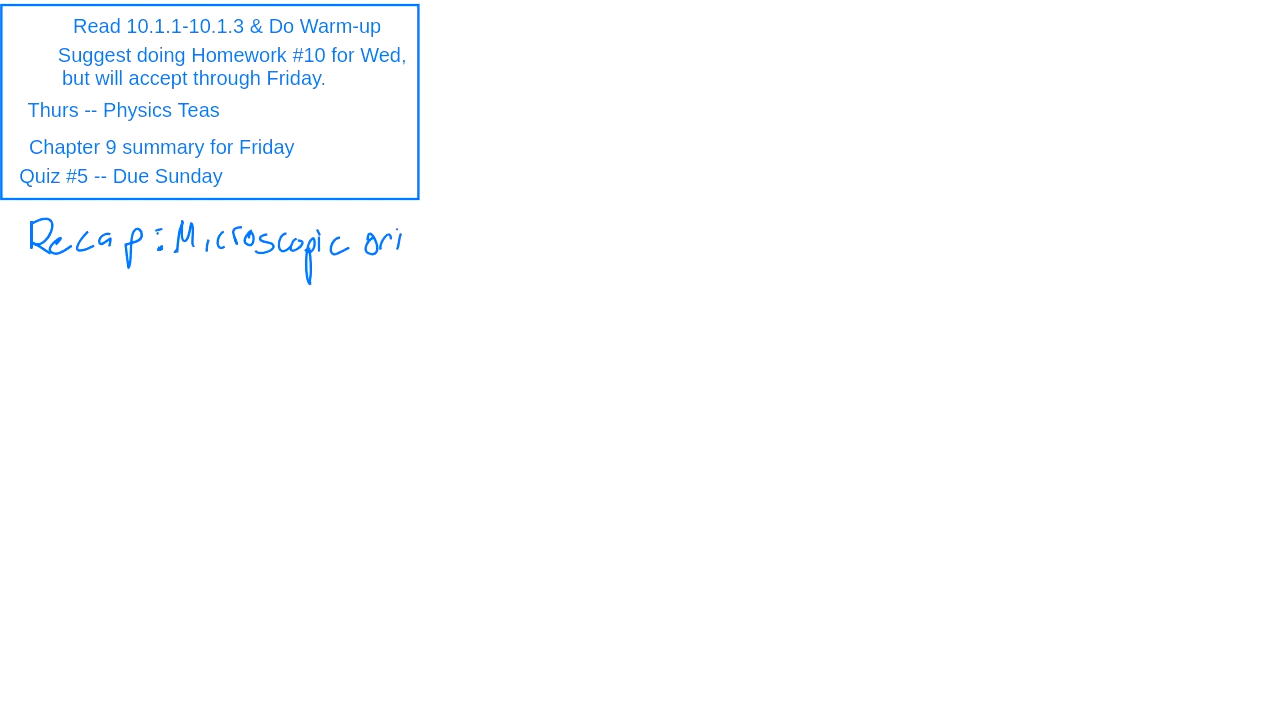 Read 10.1.1-10.1.3 & Do Warm-up
Suggest doing Homework #10 for Wed,
but will accept through Friday.
Thurs -- Physics Teas
Chapter 9 summary for Friday
Quiz #5 -- Due Sunday
Recap: Microscopic ori